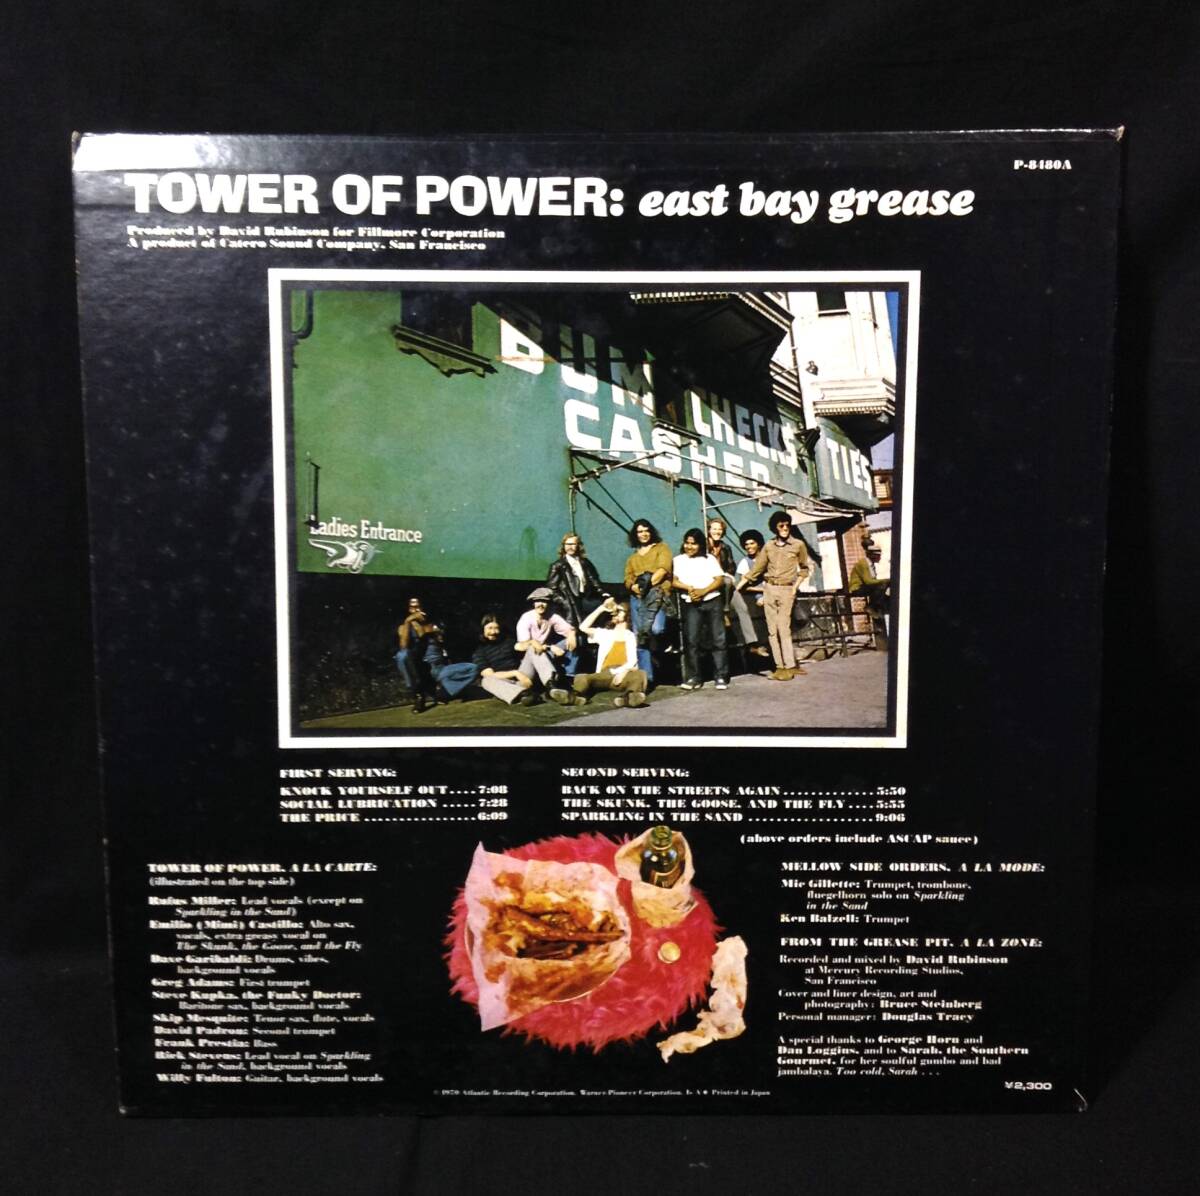 P-8480A
TOWER OF POWER: east bay grease
Produced by David Rubinson for Fillmore Corporation
A product of Catero Sound Company, San Francisco
BUM CHECKS TIES
CASHED
Ladies Entrance
FIRST SERVING:
KNOCK YOURSELF OUT....7:08
SOCIAL LUBRICATION .....7:28
THE PRICE ................6:09
SECOND SERVING:
BACK ON THE STREETS AGAIN.............5:50
THE SKUNK, THE GOOSE, AND THE FLY....5:55
SPARKLING IN THE SAND .................9:06
(above orders include ASCAP sauce)
TOWER OF POWER, A LA CARTE:
(illustrated on the top side)
Rufus Miller: Lead vocals (except on
Sparkling in the Sand)
Emilio (Mimi) Castillo: Alto sax,
vocals, extra greasy vocal on
The Skunk, the Goose, and the Fly
Dave Garibaldi: Drums, vibes,
background vocals
Greg Adams: First trumpet
Steve Kupka, the Funky Doctor:
Baritone sax, background vocals
Skip Mesquite: Tenor sax, flute, vocals
David Padron: Second trumpet
Frank Prestia: Bass
Rick Stevens: Lead vocal on Sparkling
in the Sand, background vocals
Willy Fulton: Guitar, background vocals
MELLOW SIDE ORDERS, A LA MODE:
Mic Gillette: Trumpet, trombone,
fluegelhorn solo on Sparkling
in the Sand
Ken Balzell: Trumpet
FROM THE GREASE PIT, A LA ZONE:
Recorded and mixed by David Rubinson
at Mercury Recording Studios,
San Francisco
Cover and liner design, art and
photography: Bruce Steinberg
Personal manager: Douglas Tracy
A special thanks to George Horn and
Dan Loggins, and to Sarah, the Southern
Gourmet, for her soulful gumbo and bad
jambalaya. Too cold, Sarah . . .
¥2,300
© 1970 Atlantic Recording Corporation. Warner-Pioneer Corporation. Printed in Japan